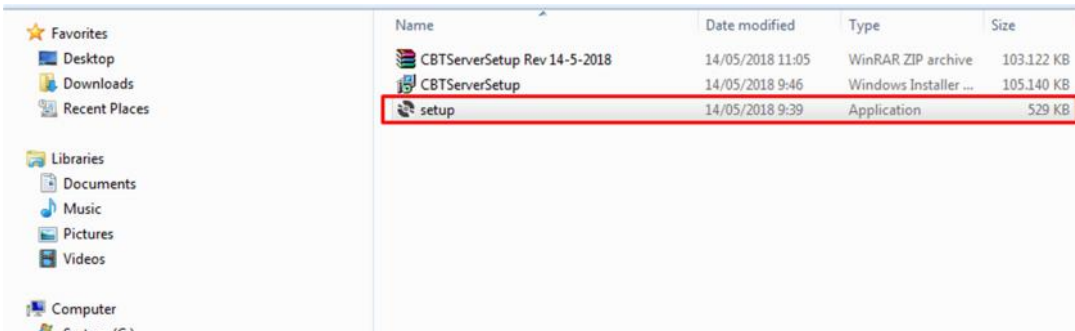 Favorites
Desktop
Downloads
Recent Places
Libraries
Documents
Music
Pictures
Videos
Computer
Name Date modified Type Size
CBTServerSetup Rev 14-5-2018 14/05/2018 11:05 WinRAR ZIP archive 103.122 KB
CBTServerSetup 14/05/2018 9:46 Windows Installer ... 105.140 KB
setup 14/05/2018 9:39 Application 529 KB